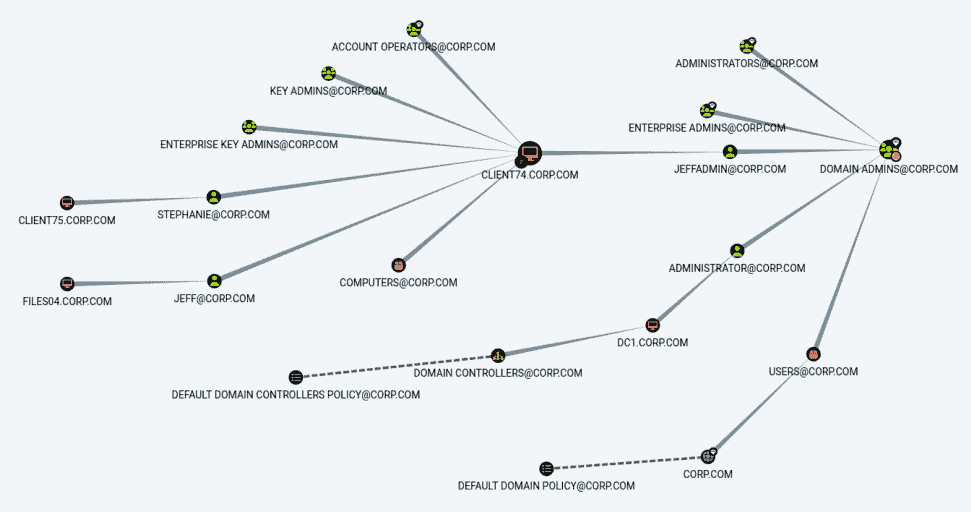 ACCOUNT OPERATORS@CORP.COM
ADMINISTRATORS@CORP.COM
KEY ADMINS@CORP.COM
ENTERPRISE ADMINS@CORP.COM
ENTERPRISE KEY ADMINS@CORP.COM
JEFFADMIN@CORP.COM
DOMAIN ADMINS@CORP.COM
CLIENT74.CORP.COM
STEPHANIE@CORP.COM
CLIENT75.CORP.COM
ADMINISTRATOR@CORP.COM
COMPUTERS@CORP.COM
JEFF@CORP.COM
FILES04.CORP.COM
DC1.CORP.COM
USERS@CORP.COM
DOMAIN CONTROLLERS@CORP.COM
DEFAULT DOMAIN CONTROLLERS POLICY@CORP.COM
CORP.COM
DEFAULT DOMAIN POLICY@CORP.COM